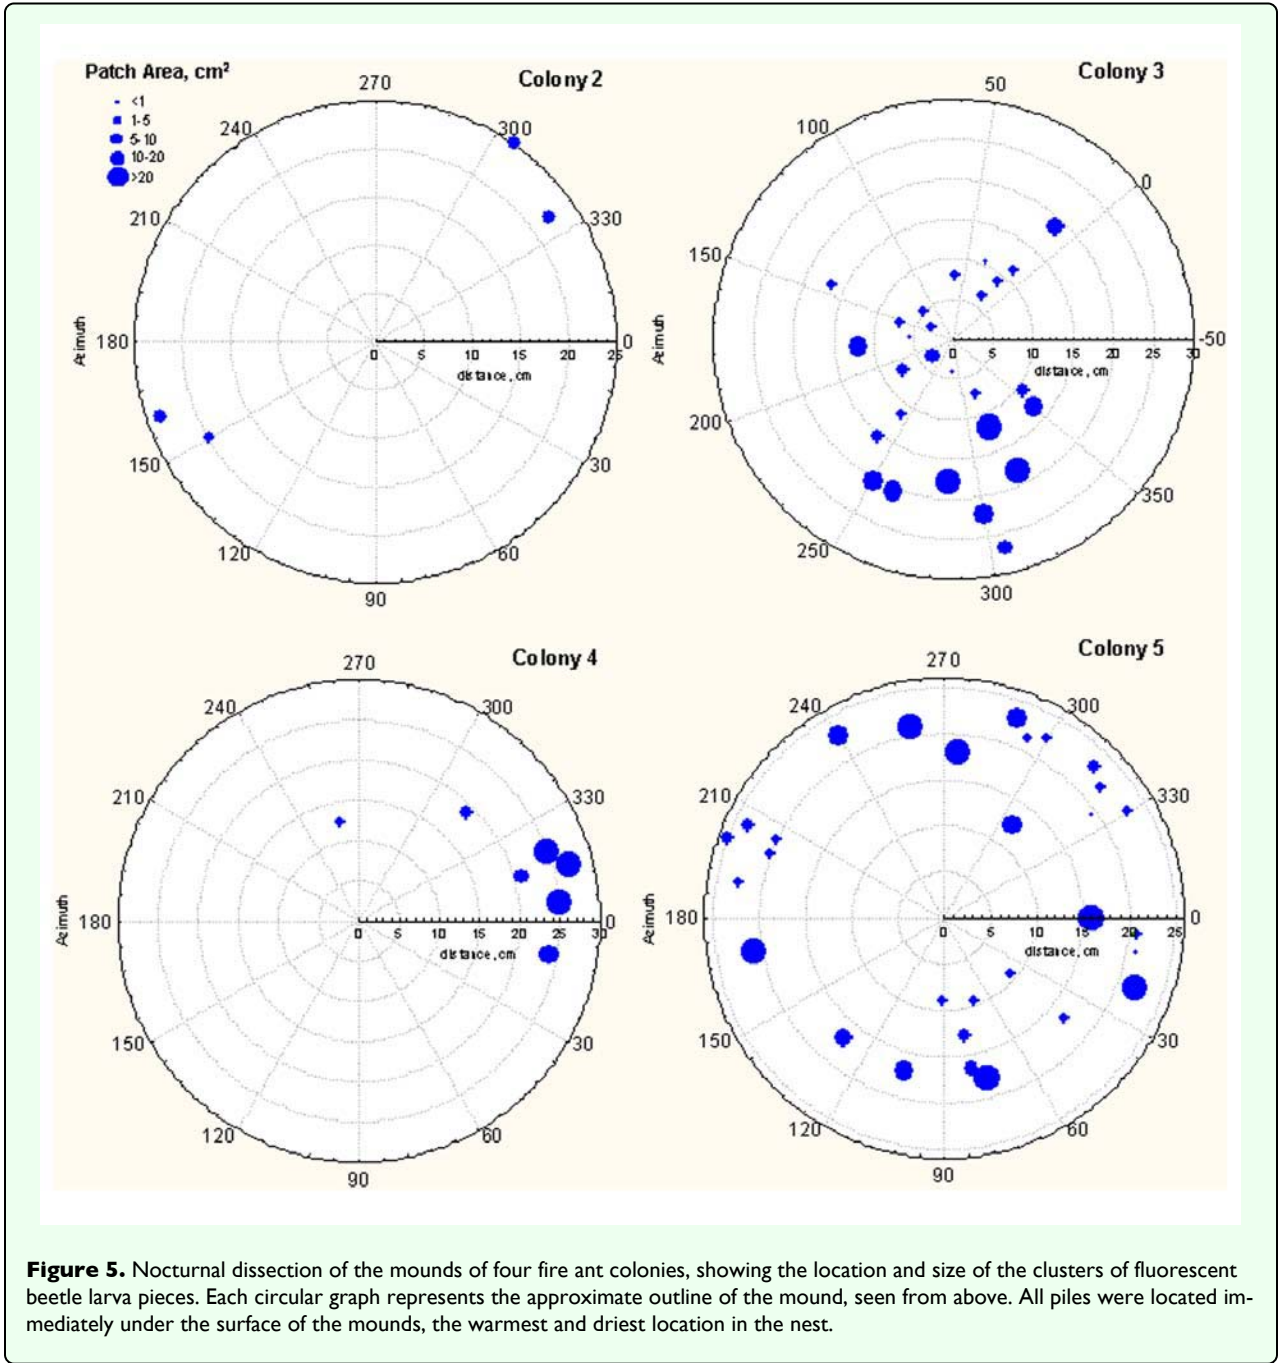 Patch Area, cm²
<1
1-5
5-10
10-20
>20
Colony 2
270
240
300
210
330
Azimuth
180
0
0 5 10 15 20 25
distance, cm
150
30
120
60
90
Colony 3
50
100
0
150
Azimuth
-50
0 5 10 15 20 25 30
distance, cm
200
350
250
300
Colony 4
270
240
300
210
330
Azimuth
180
0
0 5 10 15 20 25 30
distance, cm
150
30
120
60
90
Colony 5
270
240
300
210
330
Azimuth
180
0
0 5 10 15 20 25
distance, cm
150
30
120
60
90
Figure 5. Nocturnal dissection of the mounds of four fire ant colonies, showing the location and size of the clusters of fluorescent
beetle larva pieces. Each circular graph represents the approximate outline of the mound, seen from above. All piles were located im-
mediately under the surface of the mounds, the warmest and driest location in the nest.